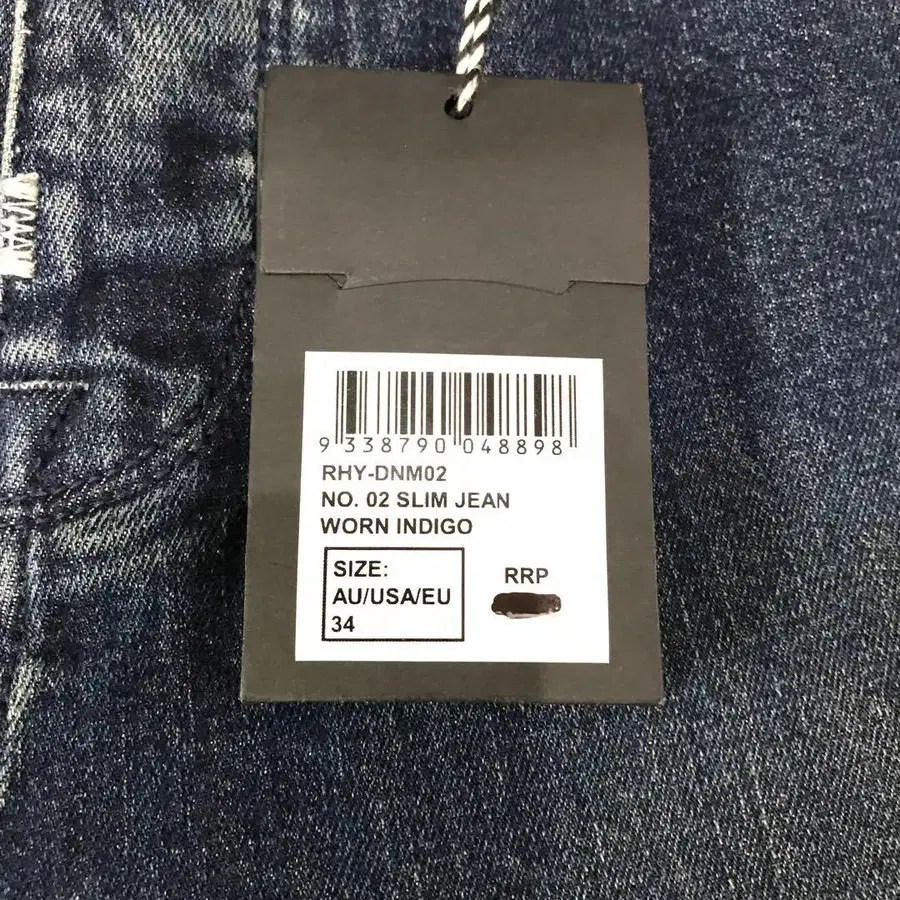 9 338790 048898
RHY-DNM02
NO. 02 SLIM JEAN
WORN INDIGO
SIZE:
AU/USA/EU
34
RRP